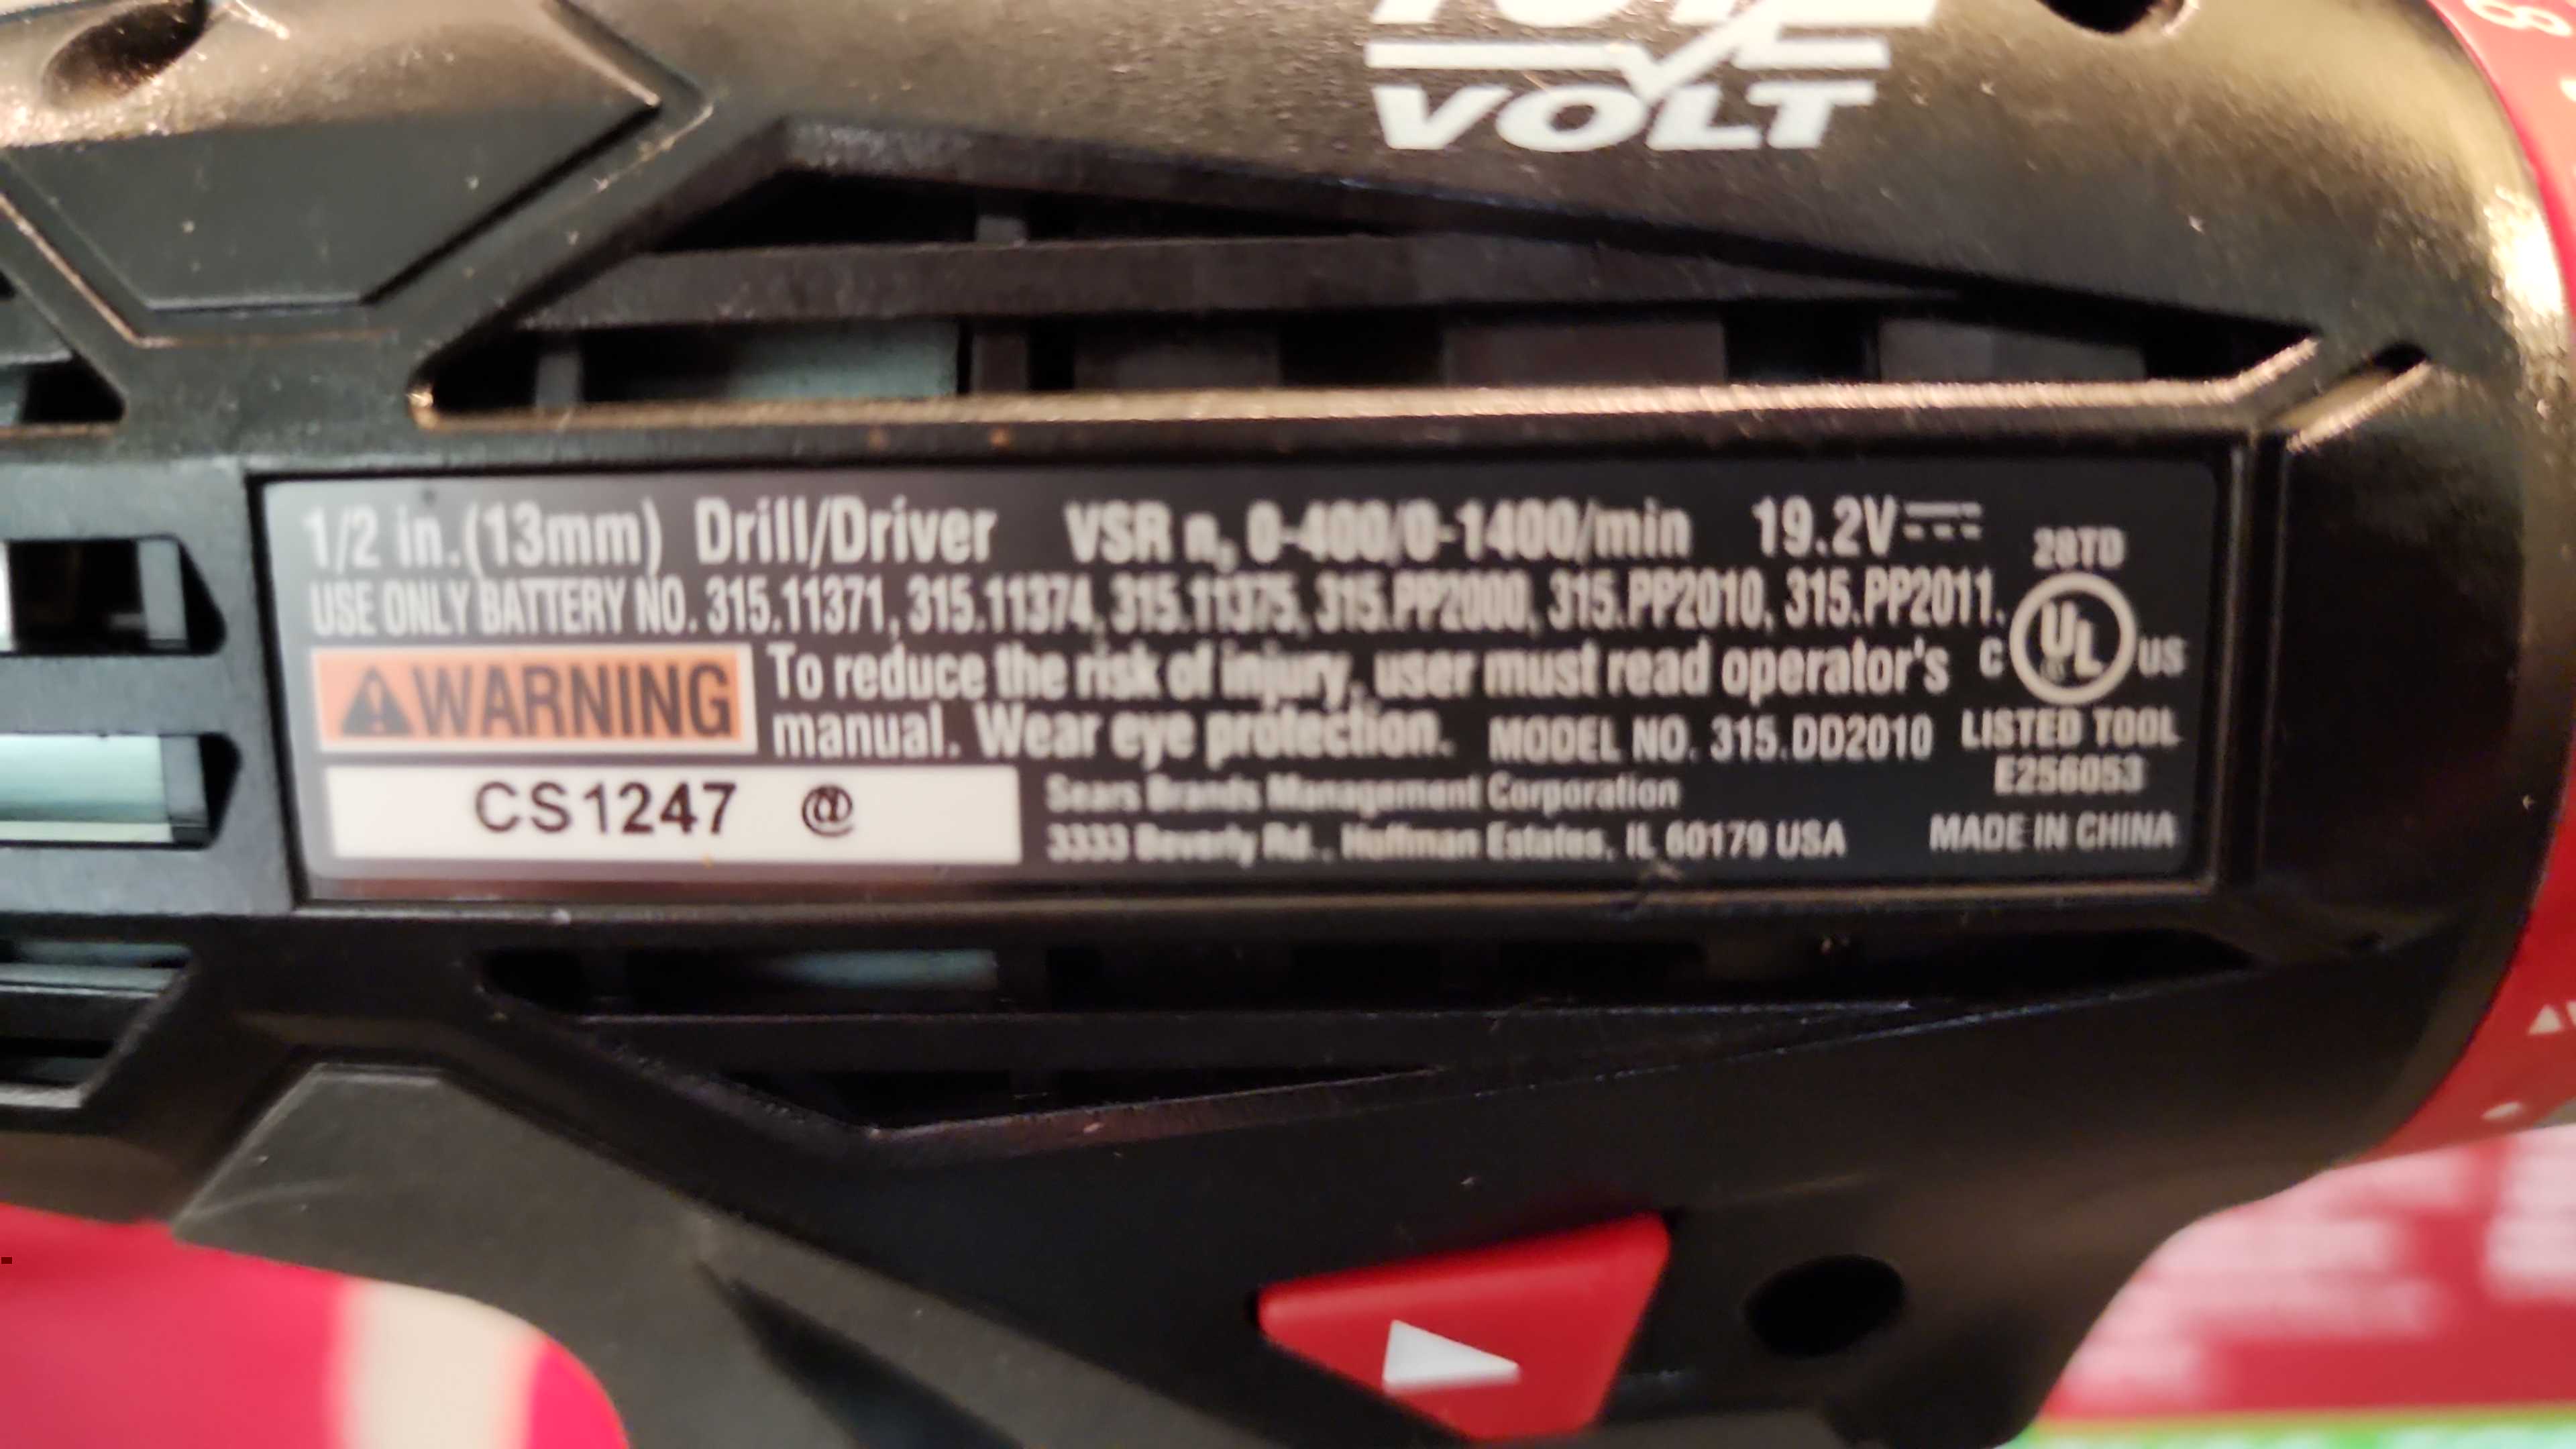 VOLT
1/2 in.(13mm) Drill/Driver VSR n₀ 0-400/0-1400/min 19.2V⎓
28TD
USE ONLY BATTERY NO. 315.11371, 315.11374, 315.11375, 315.PP2000, 315.PP2010, 315.PP2011.
⚠WARNING To reduce the risk of injury, user must read operator's
manual. Wear eye protection. MODEL NO. 315.DD2010
C UL US
LISTED TOOL
E256053
MADE IN CHINA
CS1247 @
Sears Brands Management Corporation
3333 Beverly Rd., Hoffman Estates, IL 60179 USA
8